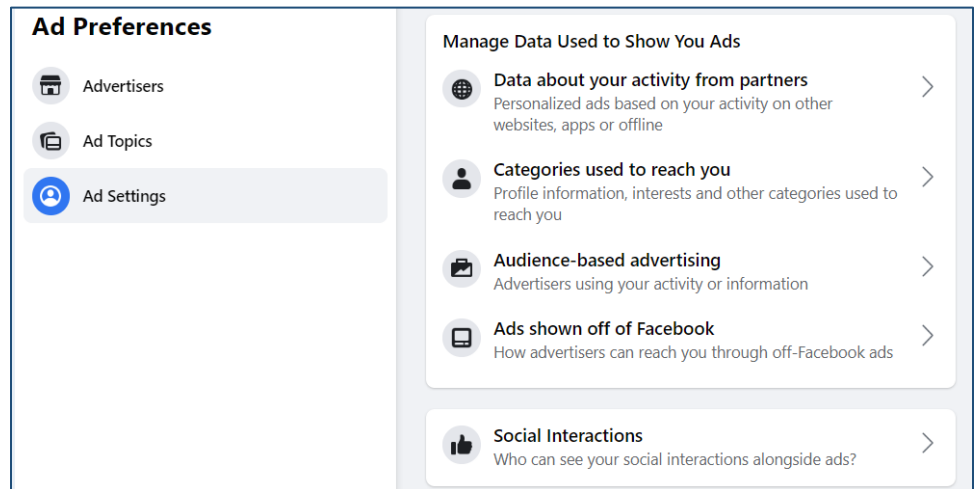 Ad Preferences
Advertisers
Ad Topics
Ad Settings
Manage Data Used to Show You Ads
Data about your activity from partners
Personalized ads based on your activity on other
websites, apps or offline
Categories used to reach you
Profile information, interests and other categories used to
reach you
Audience-based advertising
Advertisers using your activity or information
Ads shown off of Facebook
How advertisers can reach you through off-Facebook ads
Social Interactions
Who can see your social interactions alongside ads?